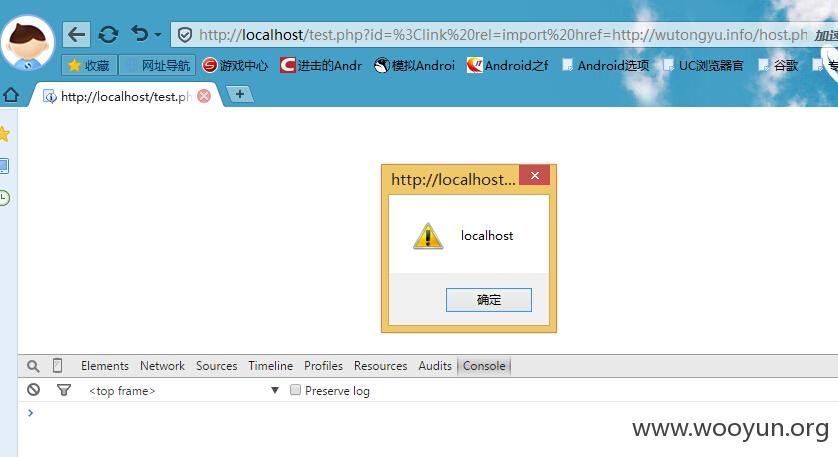 http://localhost/test.php?id=%3Clink%20rel=import%20href=http://wutongyu.info/host.ph 加速
收藏 网址导航 游戏中心 进击的Andr 模拟Androi Android之f Android选项 UC浏览器官 谷歌 专
http://localhost/test.ph
http://localhost...
localhost
确定
Elements Network Sources Timeline Profiles Resources Audits Console
<top frame> Preserve log
www.wooyun.org